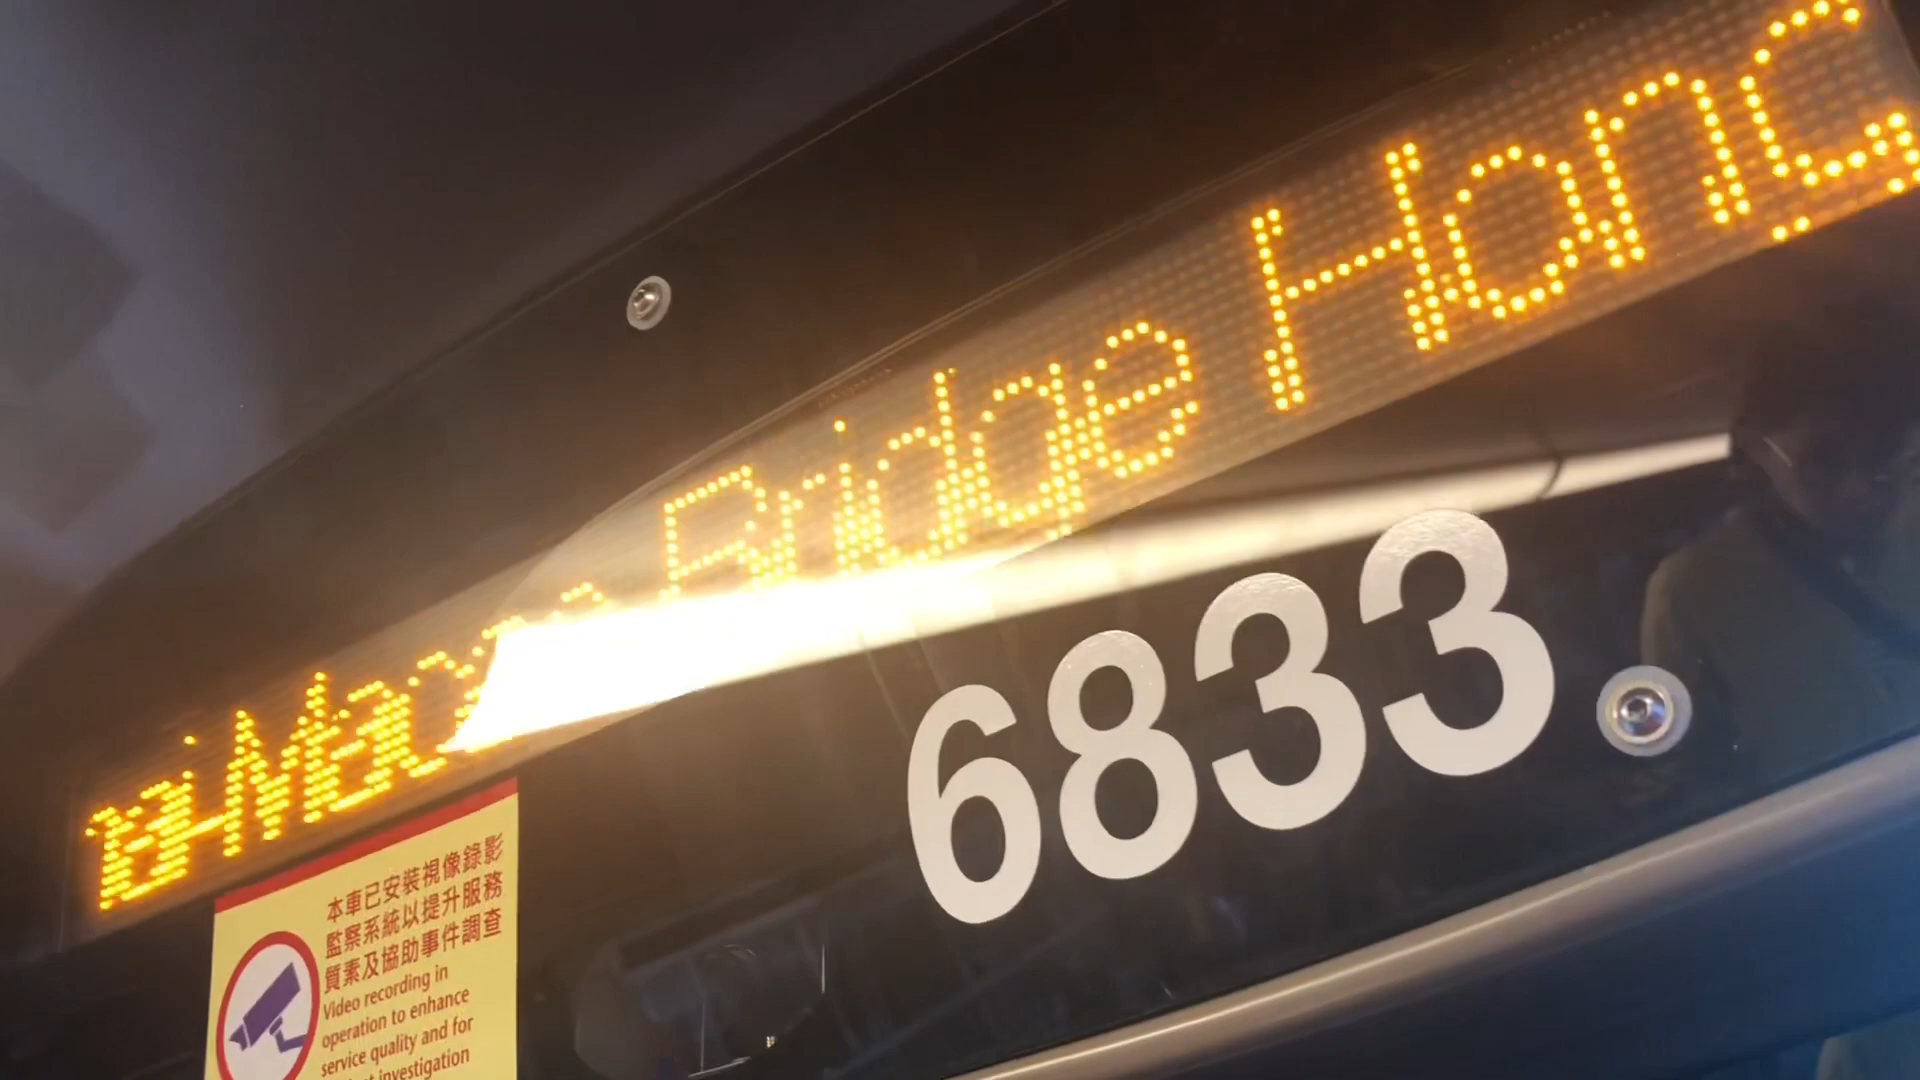 Bridge Hong
6833
本車已安裝視像錄影
監察系統以提升服務
質素及協助事件調查
Video recording in
operation to enhance
service quality and for
investigation